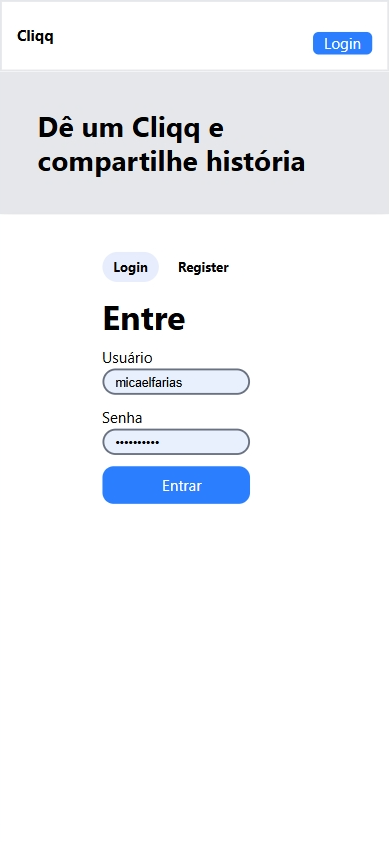 Cliqq
Login
Dê um Cliqq e
compartilhe história
Login Register
Entre
Usuário
micaelfarias
Senha
••••••••••
Entrar